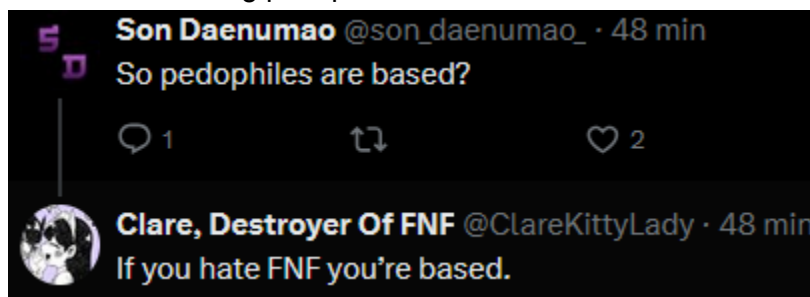 SD
Son Daenumao @son_daenumao_ · 48 min
So pedophiles are based?
1 2
Clare, Destroyer Of FNF @ClareKittyLady · 48 min
If you hate FNF you're based.